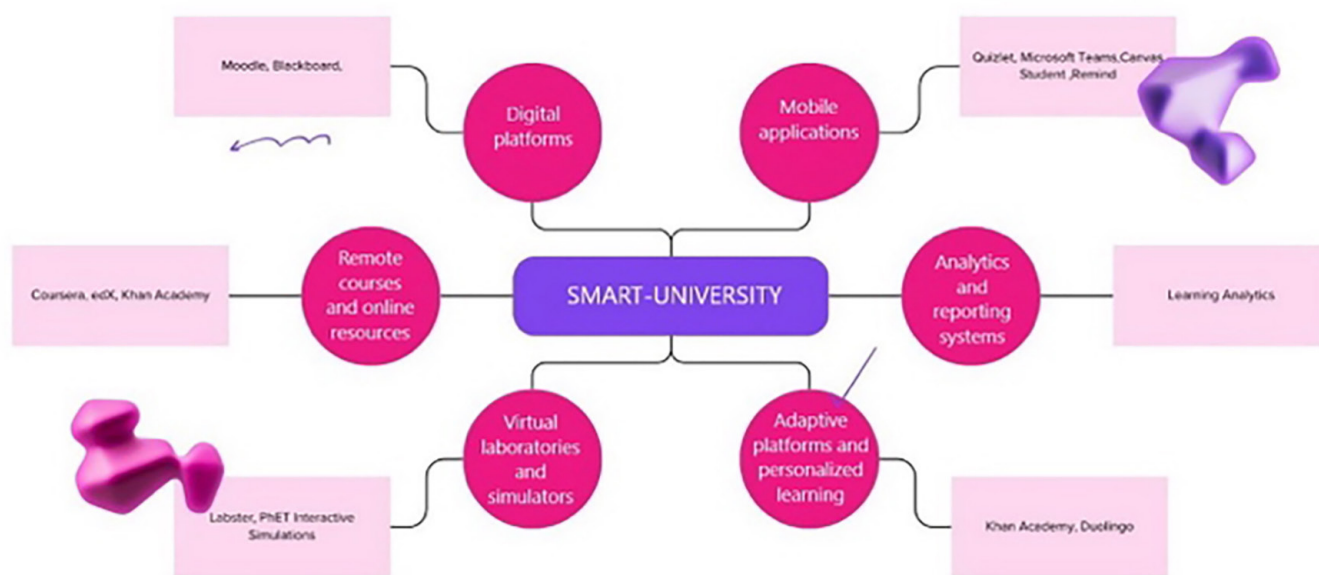 Moodle, Blackboard,
Digital
platforms
Mobile
applications
Quizlet, Microsoft Teams,Canvas
Student ,Remind
Coursera, edX, Khan Academy
Remote
courses
and online
resources
SMART-UNIVERSITY
Analytics
and
reporting
systems
Learning Analytics
Labster, PhET Interactive
Simulations
Virtual
laboratories
and
simulators
Adaptive
platforms and
personalized
learning
Khan Academy, Duolingo